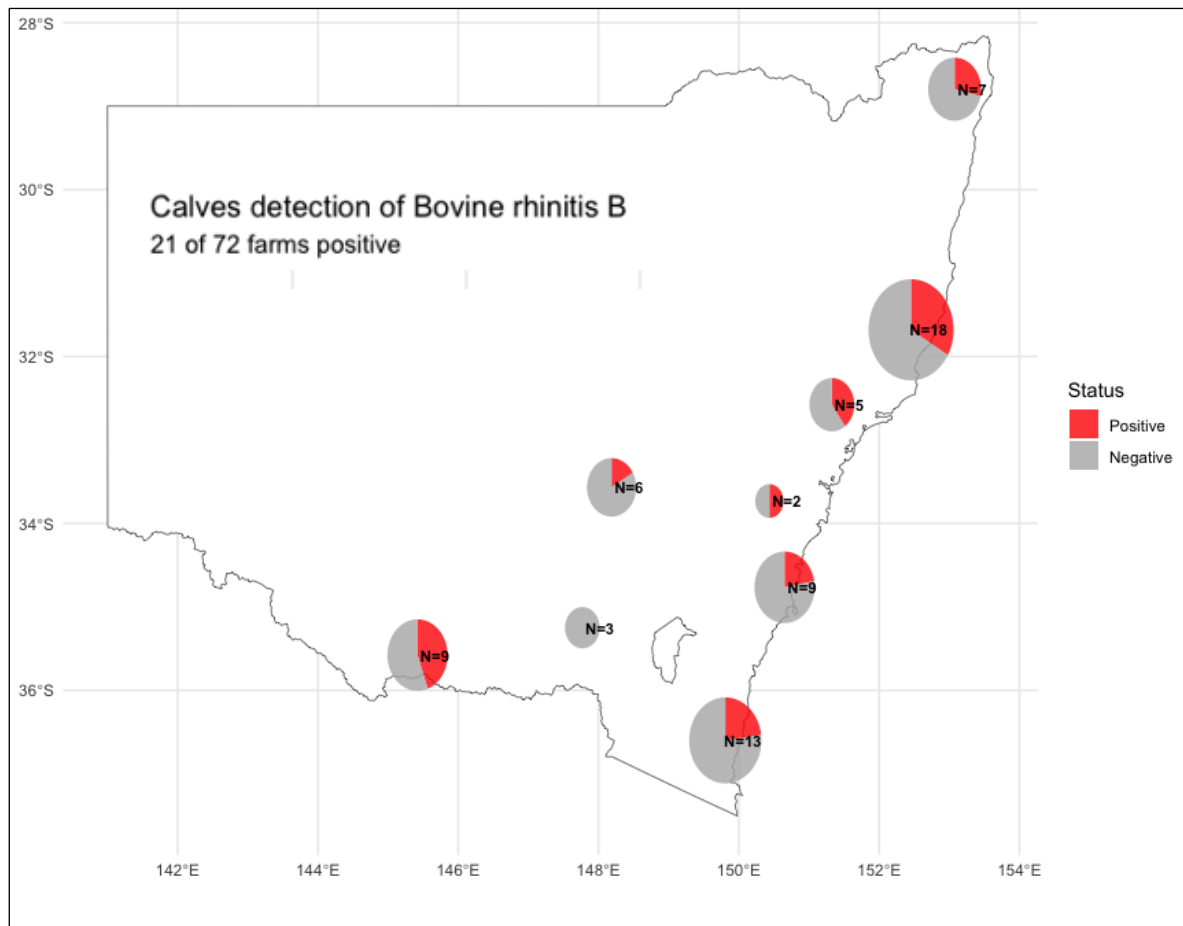 28°S
Calves detection of Bovine rhinitis B
21 of 72 farms positive
30°S
32°S
34°S
36°S
N=7
N=18
N=5
N=6
N=2
N=9
N=3
N=9
N=13
Status
Positive
Negative
142°E
144°E
146°E
148°E
150°E
152°E
154°E